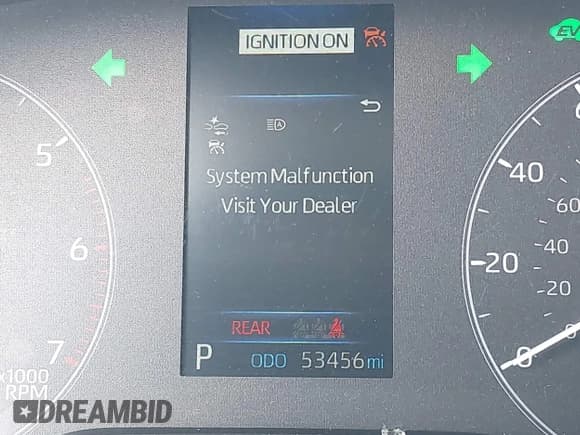 IGNITION ON
EV
5
6
7
x1000
RPM
A
System Malfunction
Visit Your Dealer
REAR
P ODO 53456 mi
40
20
0
60
40
20
DREAMBID